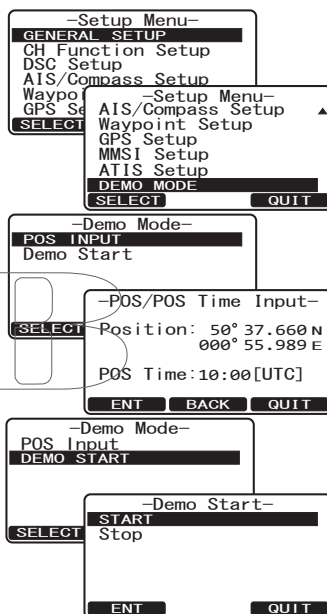 –Setup Menu–
GENERAL SETUP
CH Function Setup
DSC Setup
AIS/Compass Setup
Waypoi
GPS Se
SELECT
–Setup Menu–
AIS/Compass Setup ▲
Waypoint Setup
GPS Setup
MMSI Setup
ATIS Setup
DEMO MODE
SELECT QUIT
–Demo Mode–
POS INPUT
Demo Start
SELECT
–POS/POS Time Input–
Position: 50°37.660 N
000°55.989 E
POS Time:10:00[UTC]
ENT BACK QUIT
–Demo Mode–
POS Input
DEMO START
SELECT
–Demo Start–
START
Stop
ENT QUIT